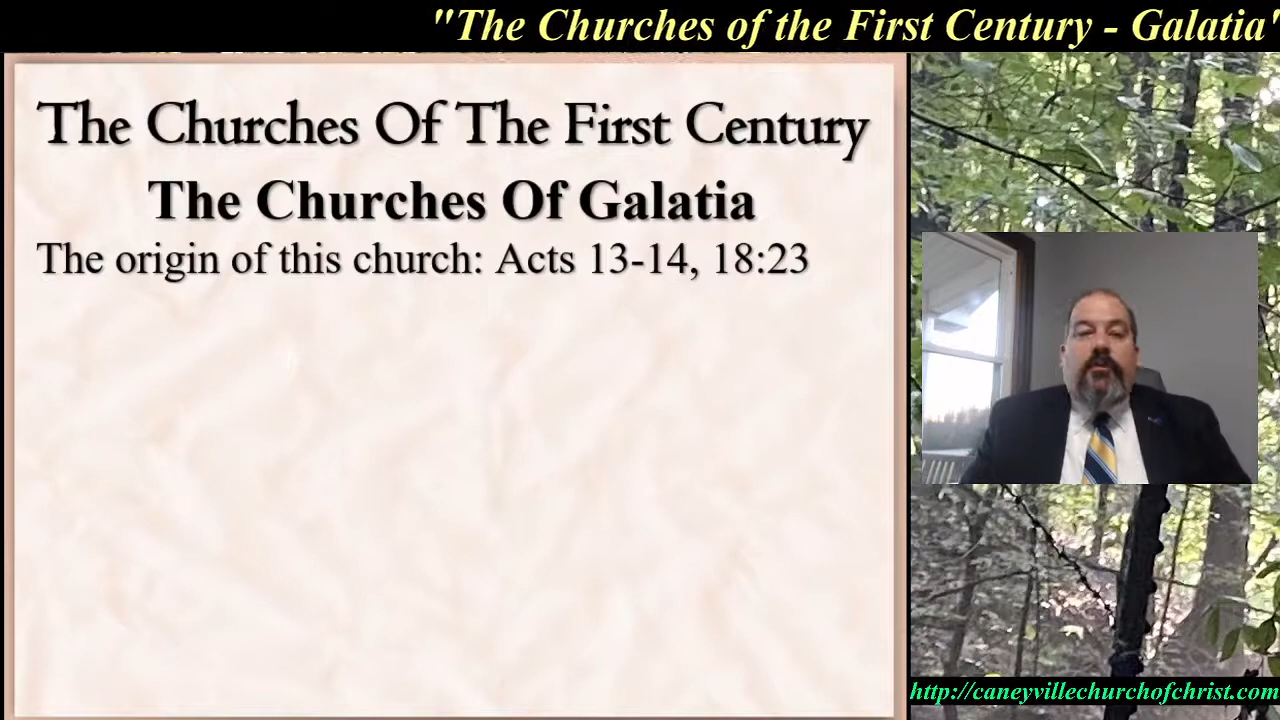 "The Churches of the First Century - Galatia"
The Churches Of The First Century
The Churches Of Galatia
The origin of this church: Acts 13-14, 18:23
http://caneyvillechurchofchrist.com